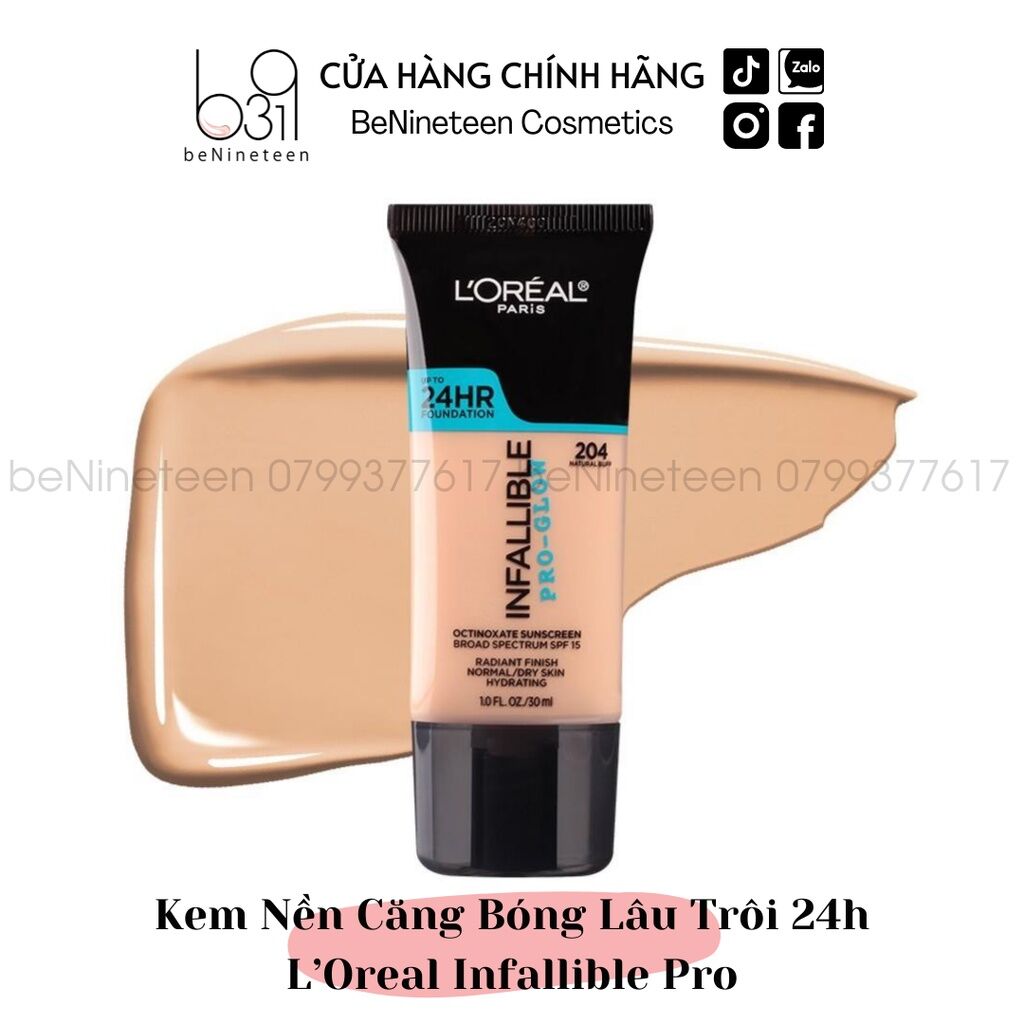 beNineteen
CỬA HÀNG CHÍNH HÃNG
BeNineteen Cosmetics
Zalo
L'ORÉAL®
PARIS
UP TO
24HR
FOUNDATION
204
NATURAL BUFF
INFALLIBLE
PRO-GLOW
beNineteen 0799377617 beNineteen 0799377617
OCTINOXATE SUNSCREEN
BROAD SPECTRUM SPF 15
RADIANT FINISH
NORMAL/DRY SKIN
HYDRATING
1.0 FL. OZ./30 ml
Kem Nền Căng Bóng Lâu Trôi 24h
L’Oreal Infallible Pro